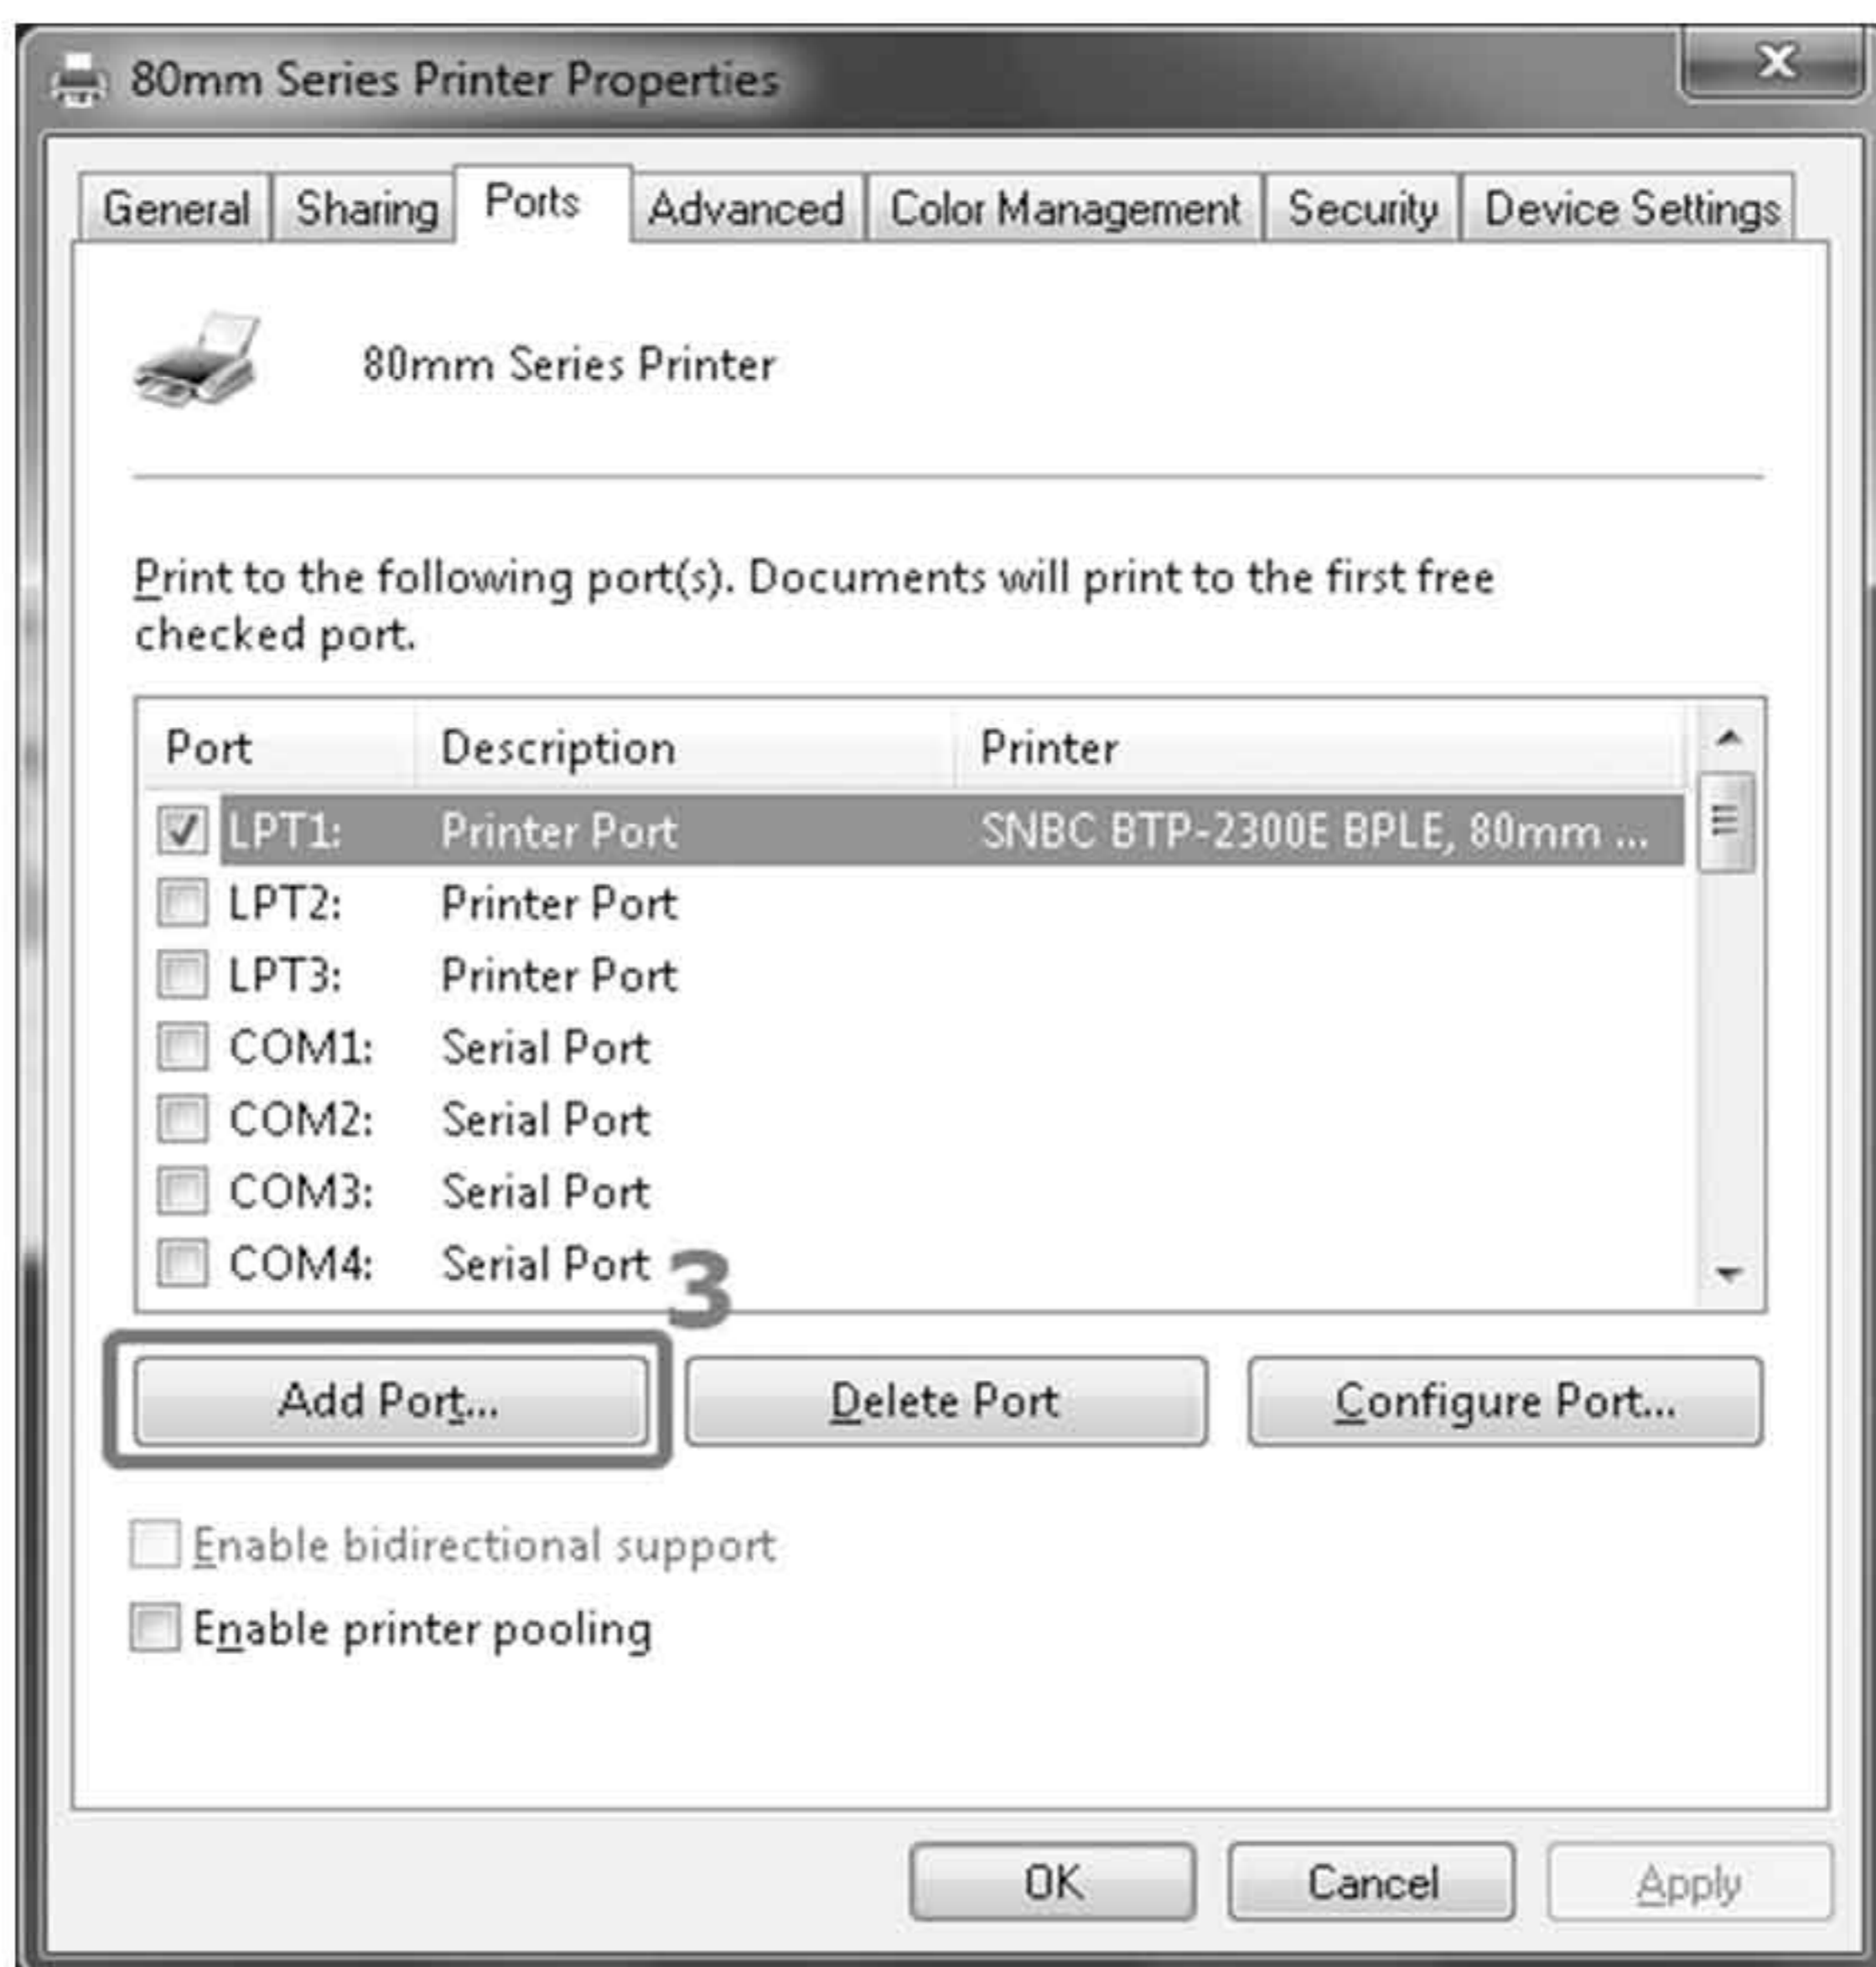 80mm Series Printer Properties
General Sharing Ports Advanced Color Management Security Device Settings
80mm Series Printer
Print to the following port(s). Documents will print to the first free
checked port.
Port Description Printer
LPT1: Printer Port SNBC BTP-2300E BPLE, 80mm ...
LPT2: Printer Port
LPT3: Printer Port
COM1: Serial Port
COM2: Serial Port
COM3: Serial Port
COM4: Serial Port
3
Add Port... Delete Port Configure Port...
Enable bidirectional support
Enable printer pooling
OK Cancel Apply